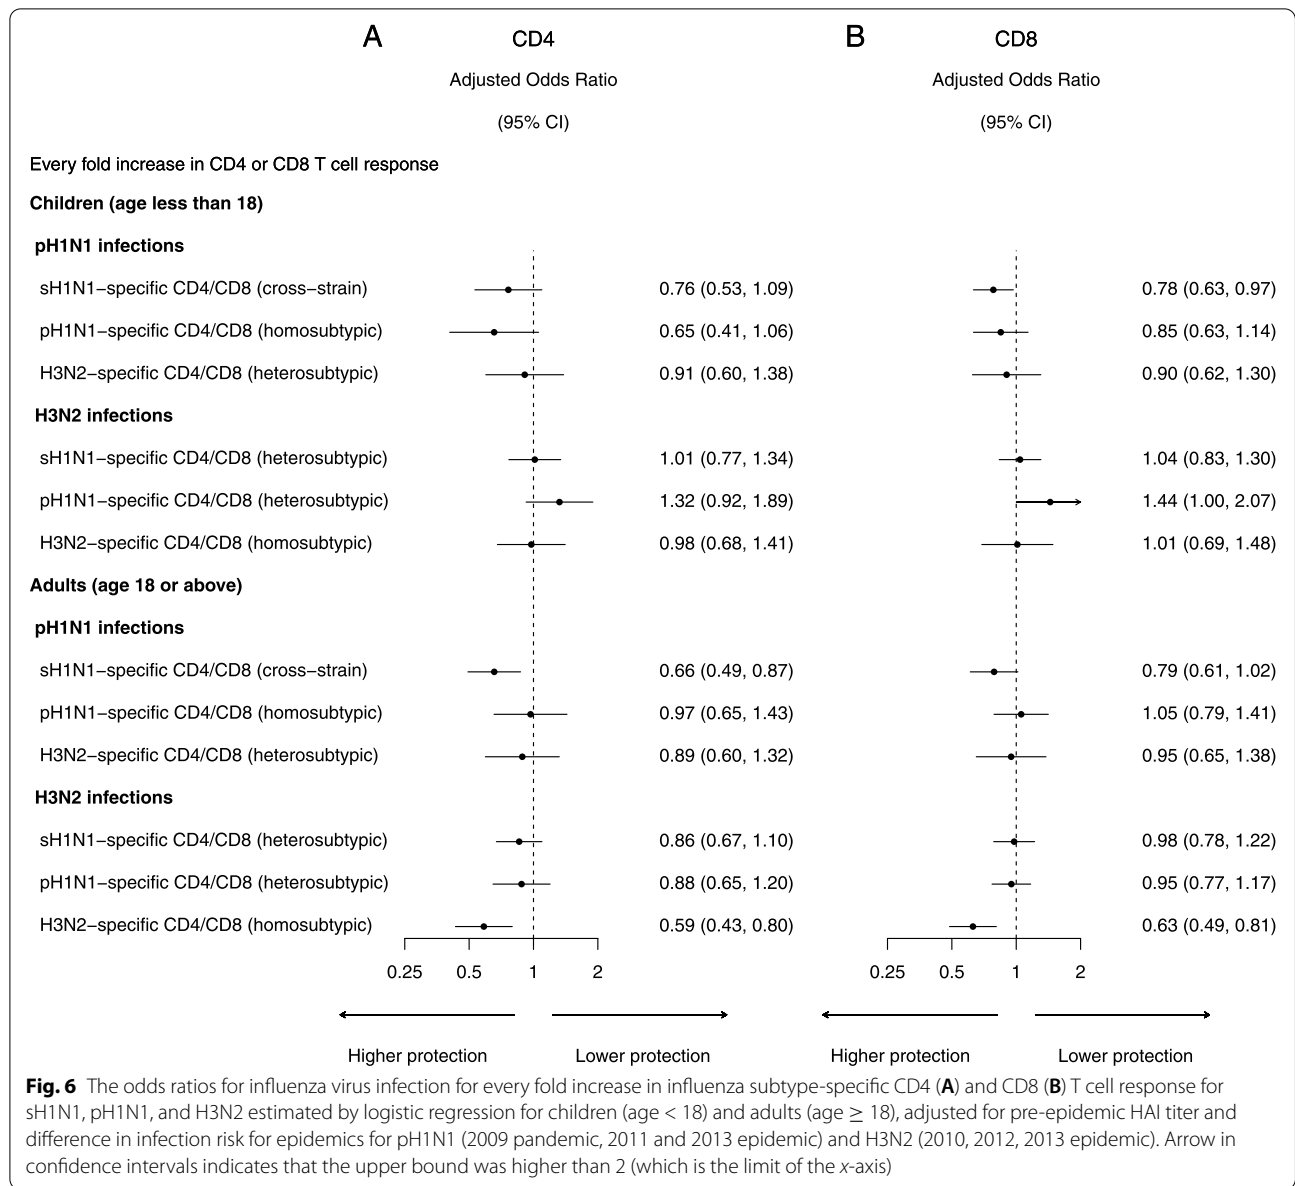 A CD4 B CD8
Adjusted Odds Ratio Adjusted Odds Ratio
(95% CI) (95% CI)
Every fold increase in CD4 or CD8 T cell response
Children (age less than 18)
pH1N1 infections
sH1N1−specific CD4/CD8 (cross−strain) 0.76 (0.53, 1.09) 0.78 (0.63, 0.97)
pH1N1−specific CD4/CD8 (homosubtypic) 0.65 (0.41, 1.06) 0.85 (0.63, 1.14)
H3N2−specific CD4/CD8 (heterosubtypic) 0.91 (0.60, 1.38) 0.90 (0.62, 1.30)
H3N2 infections
sH1N1−specific CD4/CD8 (heterosubtypic) 1.01 (0.77, 1.34) 1.04 (0.83, 1.30)
pH1N1−specific CD4/CD8 (heterosubtypic) 1.32 (0.92, 1.89) 1.44 (1.00, 2.07)
H3N2−specific CD4/CD8 (homosubtypic) 0.98 (0.68, 1.41) 1.01 (0.69, 1.48)
Adults (age 18 or above)
pH1N1 infections
sH1N1−specific CD4/CD8 (cross−strain) 0.66 (0.49, 0.87) 0.79 (0.61, 1.02)
pH1N1−specific CD4/CD8 (homosubtypic) 0.97 (0.65, 1.43) 1.05 (0.79, 1.41)
H3N2−specific CD4/CD8 (heterosubtypic) 0.89 (0.60, 1.32) 0.95 (0.65, 1.38)
H3N2 infections
sH1N1−specific CD4/CD8 (heterosubtypic) 0.86 (0.67, 1.10) 0.98 (0.78, 1.22)
pH1N1−specific CD4/CD8 (heterosubtypic) 0.88 (0.65, 1.20) 0.95 (0.77, 1.17)
H3N2−specific CD4/CD8 (homosubtypic) 0.59 (0.43, 0.80) 0.63 (0.49, 0.81)
0.25 0.5 1 2 0.25 0.5 1 2
Higher protection Lower protection Higher protection Lower protection
Fig. 6 The odds ratios for influenza virus infection for every fold increase in influenza subtype-specific CD4 (A) and CD8 (B) T cell response for
sH1N1, pH1N1, and H3N2 estimated by logistic regression for children (age < 18) and adults (age ≥ 18), adjusted for pre-epidemic HAI titer and
difference in infection risk for epidemics for pH1N1 (2009 pandemic, 2011 and 2013 epidemic) and H3N2 (2010, 2012, 2013 epidemic). Arrow in
confidence intervals indicates that the upper bound was higher than 2 (which is the limit of the x-axis)